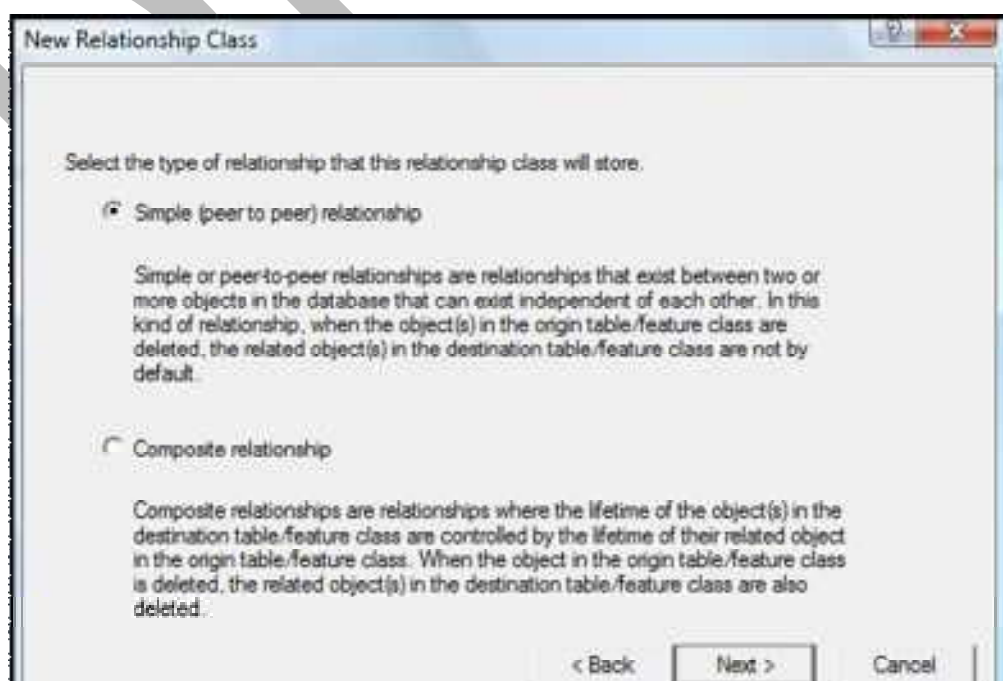 New Relationship Class
Select the type of relationship that this relationship class will store.
Simple (peer to peer) relationship
Simple or peer-to-peer relationships are relationships that exist between two or
more objects in the database that can exist independent of each other. In this
kind of relationship, when the object(s) in the origin table/feature class are
deleted, the related object(s) in the destination table/feature class are not by
default.
Composite relationship
Composite relationships are relationships where the lifetime of the object(s) in the
destination table/feature class are controlled by the lifetime of their related object
in the origin table/feature class. When the object in the origin table/feature class
is deleted, the related object(s) in the destination table/feature class are also
deleted.
< Back Next > Cancel